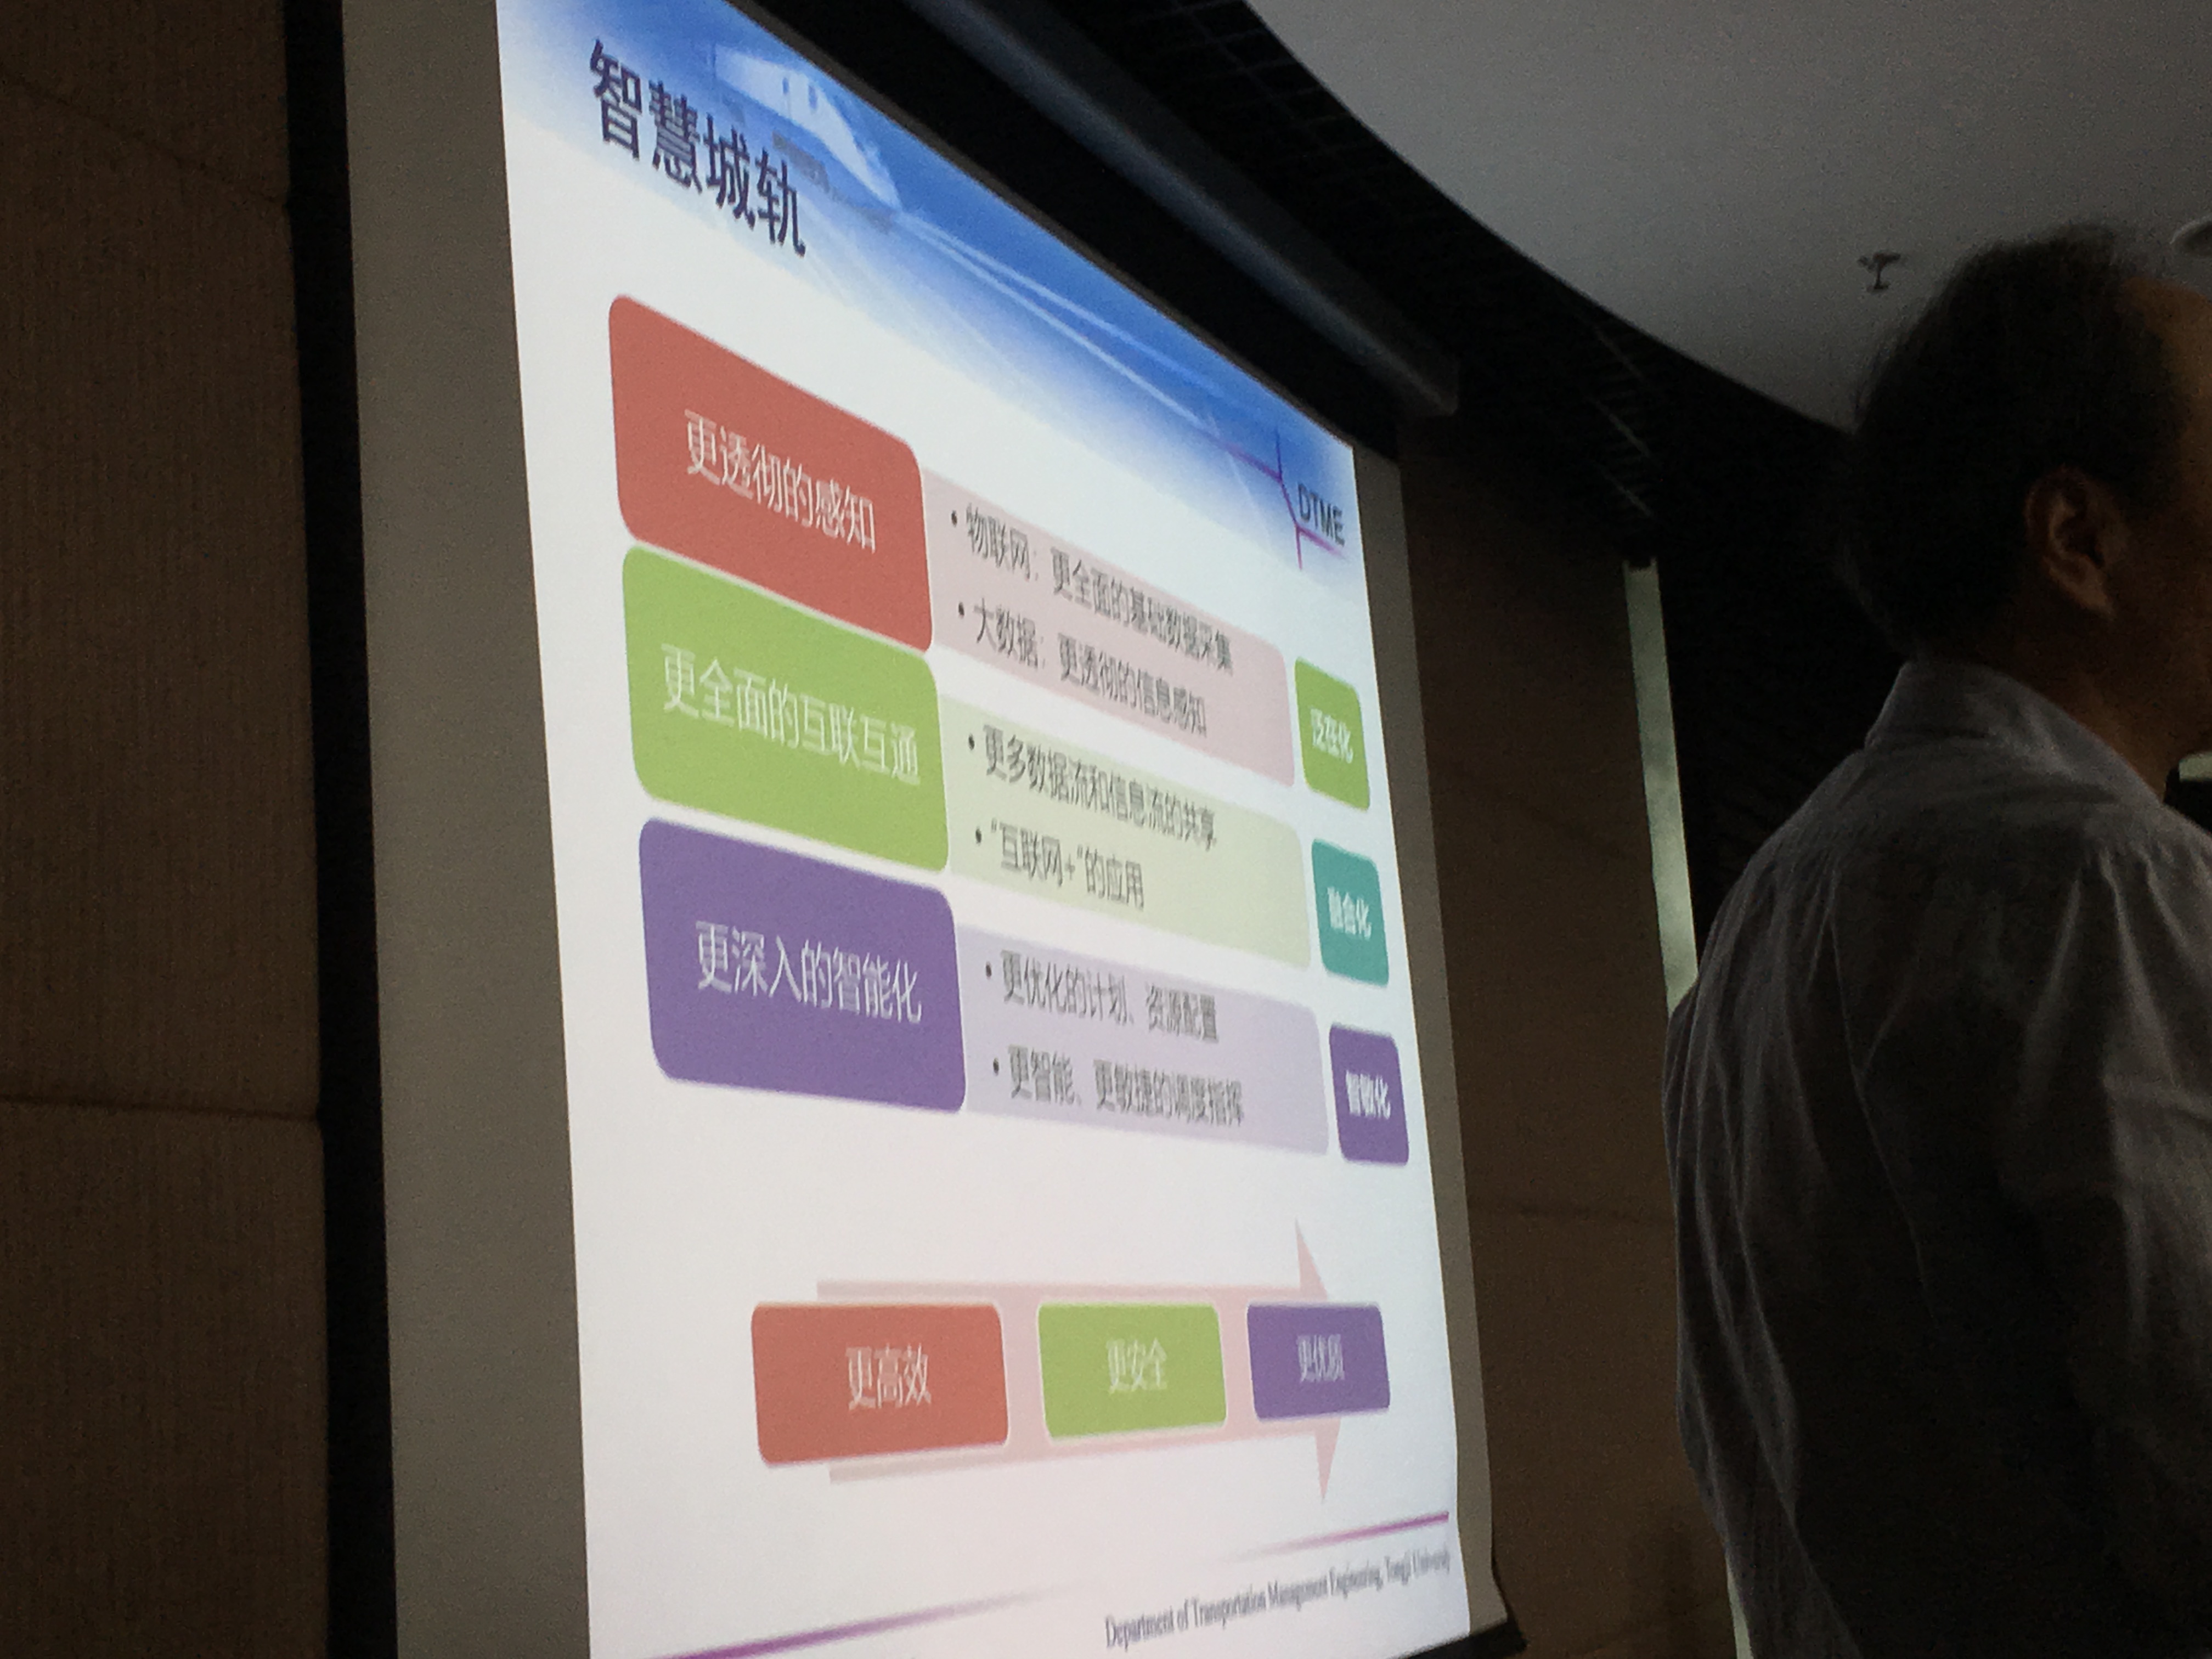 智慧城轨
DTME
更透彻的感知
• 物联网：更全面的基础数据采集
• 大数据：更透彻的信息感知
泛在化
更全面的互联互通
• 更多数据流和信息流的共享
• “互联网+”的应用
融合化
更深入的智能化
• 更优化的计划、资源配置
• 更智能、更敏捷的调度指挥
智敏化
更高效
更安全
更优质
Department of Transportation Management Engineering, Tongji University